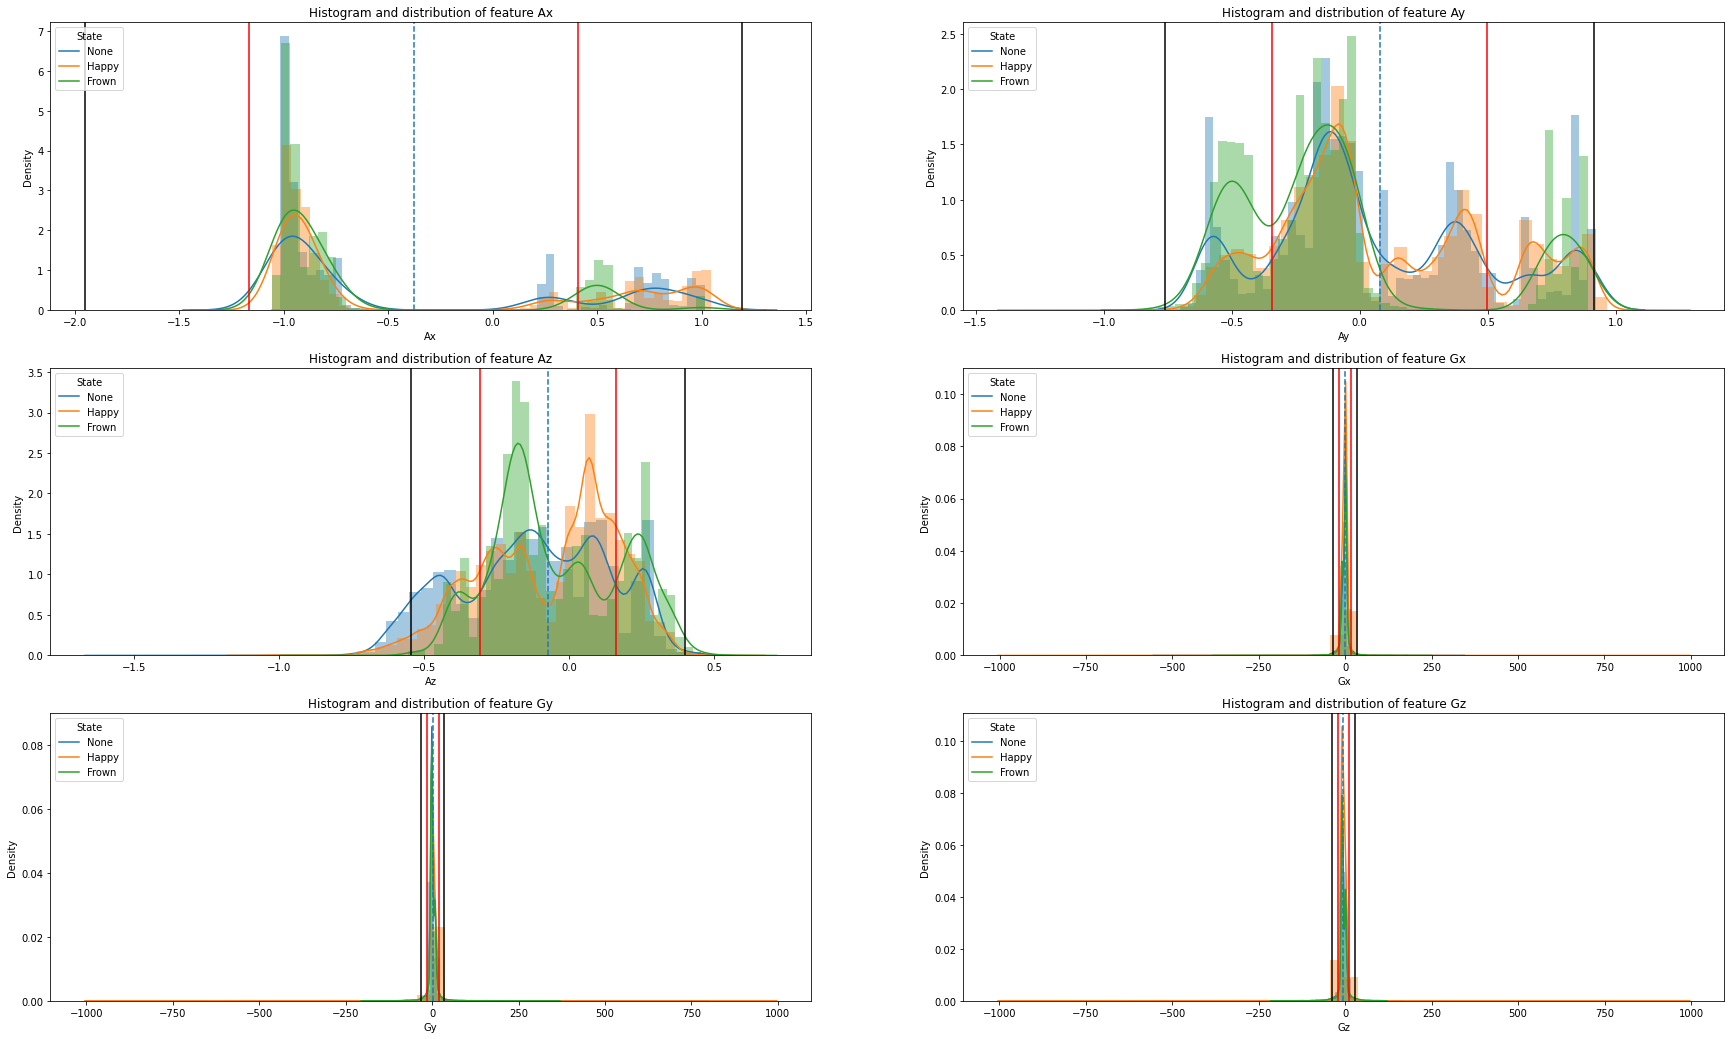 Histogram and distribution of feature Ax
7
6
5
4
3
2
1
0
Density
State
None
Happy
Frown
−2.0 −1.5 −1.0 −0.5 0.0 0.5 1.0 1.5
Ax
Histogram and distribution of feature Ay
2.5
2.0
1.5
1.0
0.5
0.0
Density
State
None
Happy
Frown
−1.5 −1.0 −0.5 0.0 0.5 1.0
Ay
Histogram and distribution of feature Az
3.5
3.0
2.5
2.0
1.5
1.0
0.5
0.0
Density
State
None
Happy
Frown
−1.5 −1.0 −0.5 0.0 0.5
Az
Histogram and distribution of feature Gx
0.10
0.08
0.06
0.04
0.02
0.00
Density
State
None
Happy
Frown
−1000 −750 −500 −250 0 250 500 750 1000
Gx
Histogram and distribution of feature Gy
0.08
0.06
0.04
0.02
0.00
Density
State
None
Happy
Frown
−1000 −750 −500 −250 0 250 500 750 1000
Gy
Histogram and distribution of feature Gz
0.10
0.08
0.06
0.04
0.02
0.00
Density
State
None
Happy
Frown
−1000 −750 −500 −250 0 250 500 750 1000
Gz